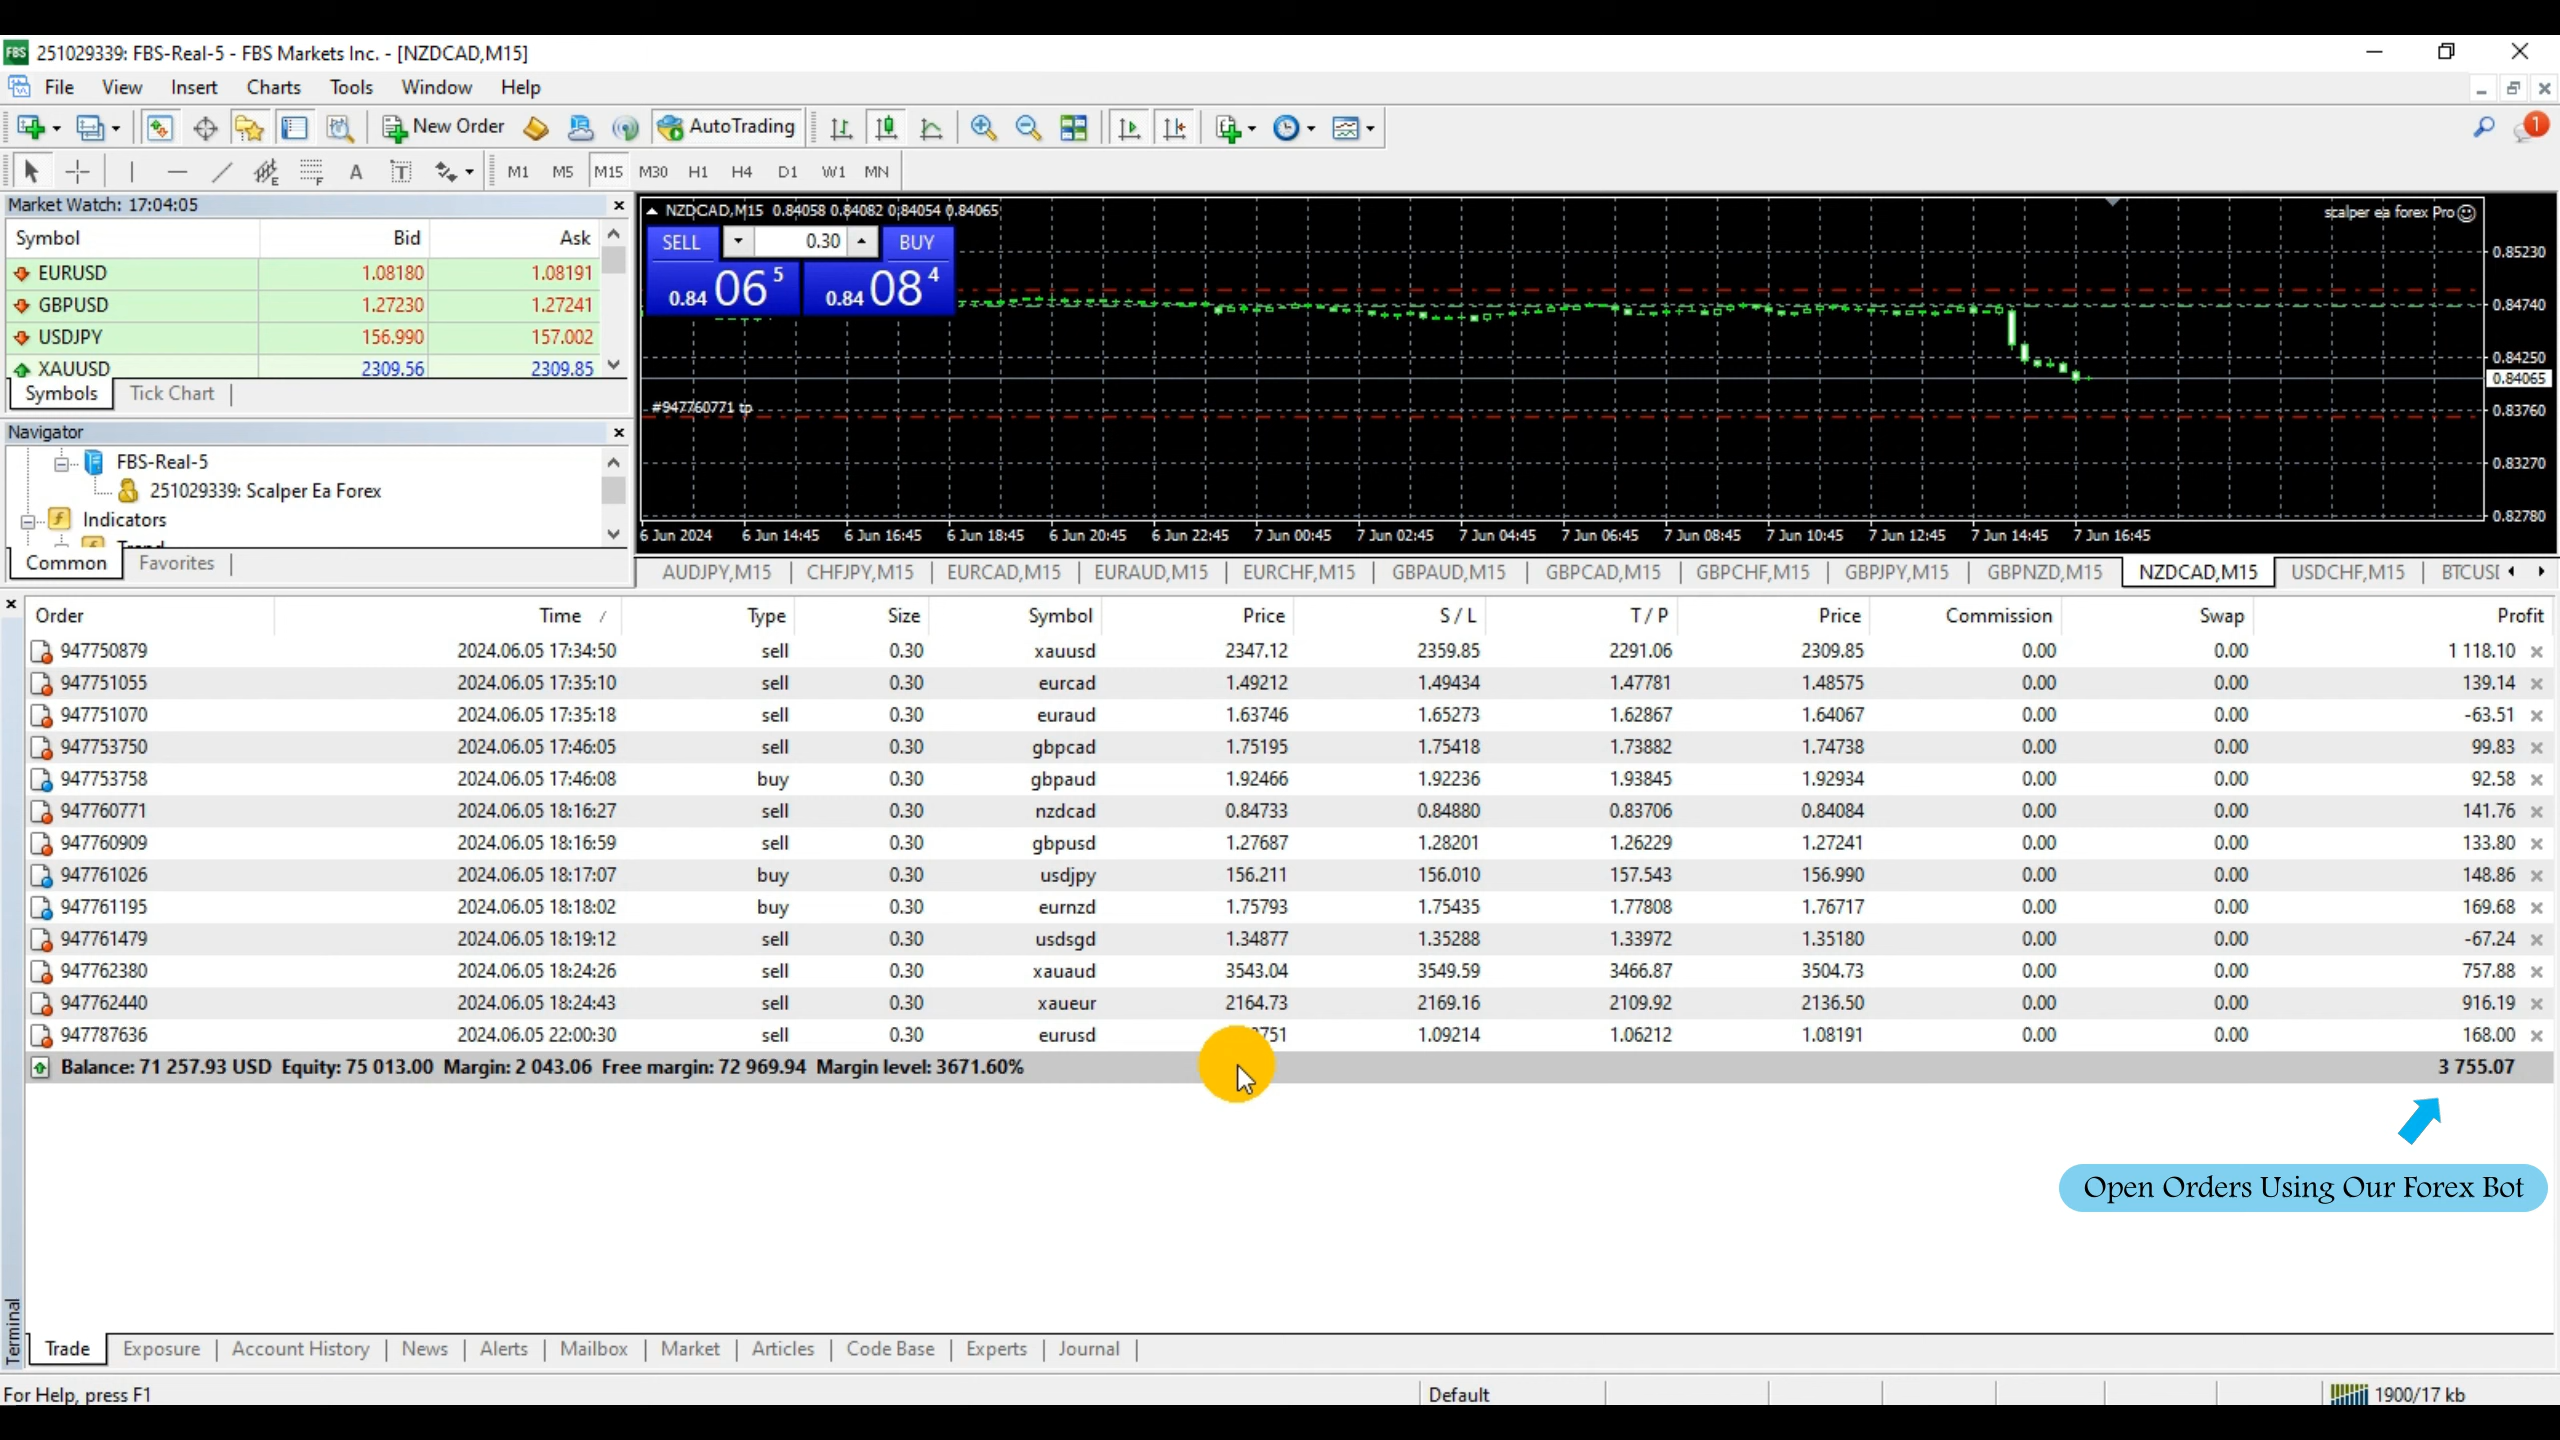 251029339: FBS-Real-5 - FBS Markets Inc. - [NZDCAD,M15]
File View Insert Charts Tools Window Help
New Order AutoTrading 1
A T M1 M5 M15 M30 H1 H4 D1 W1 MN
Market Watch: 17:04:05
Symbol Bid Ask
EURUSD 1.08180 1.08191
GBPUSD 1.27230 1.27241
USDJPY 156.990 157.002
XAUUSD 2309.56 2309.85
Symbols Tick Chart
Navigator
FBS-Real-5
251029339: Scalper Ea Forex
Indicators
Trend
Common Favorites
NZDCAD,M15 0.84058 0.84082 0.84054 0.84065
scalper ea forex Pro
SELL 0.30 BUY
0.84 06 5 0.84 08 4
#947760771 tp
0.85230
0.84740
0.84250
0.84065
0.83760
0.83270
0.82780
6 Jun 2024 6 Jun 14:45 6 Jun 16:45 6 Jun 18:45 6 Jun 20:45 6 Jun 22:45 7 Jun 00:45 7 Jun 02:45 7 Jun 04:45 7 Jun 06:45 7 Jun 08:45 7 Jun 10:45 7 Jun 12:45 7 Jun 14:45 7 Jun 16:45
AUDJPY,M15 CHFJPY,M15 EURCAD,M15 EURAUD,M15 EURCHF,M15 GBPAUD,M15 GBPCAD,M15 GBPCHF,M15 GBPJPY,M15 GBPNZD,M15 NZDCAD,M15 USDCHF,M15 BTCUSI
Order Time / Type Size Symbol Price S / L T / P Price Commission Swap Profit
947750879 2024.06.05 17:34:50 sell 0.30 xauusd 2347.12 2359.85 2291.06 2309.85 0.00 0.00 1 118.10
947751055 2024.06.05 17:35:10 sell 0.30 eurcad 1.49212 1.49434 1.47781 1.48575 0.00 0.00 139.14
947751070 2024.06.05 17:35:18 sell 0.30 euraud 1.63746 1.65273 1.62867 1.64067 0.00 0.00 -63.51
947753750 2024.06.05 17:46:05 sell 0.30 gbpcad 1.75195 1.75418 1.73882 1.74738 0.00 0.00 99.83
947753758 2024.06.05 17:46:08 buy 0.30 gbpaud 1.92466 1.92236 1.93845 1.92934 0.00 0.00 92.58
947760771 2024.06.05 18:16:27 sell 0.30 nzdcad 0.84733 0.84880 0.83706 0.84084 0.00 0.00 141.76
947760909 2024.06.05 18:16:59 sell 0.30 gbpusd 1.27687 1.28201 1.26229 1.27241 0.00 0.00 133.80
947761026 2024.06.05 18:17:07 buy 0.30 usdjpy 156.211 156.010 157.543 156.990 0.00 0.00 148.86
947761195 2024.06.05 18:18:02 buy 0.30 eurnzd 1.75793 1.75435 1.77808 1.76717 0.00 0.00 169.68
947761479 2024.06.05 18:19:12 sell 0.30 usdsgd 1.34877 1.35288 1.33972 1.35180 0.00 0.00 -67.24
947762380 2024.06.05 18:24:26 sell 0.30 xauaud 3543.04 3549.59 3466.87 3504.73 0.00 0.00 757.88
947762440 2024.06.05 18:24:43 sell 0.30 xaueur 2164.73 2169.16 2109.92 2136.50 0.00 0.00 916.19
947787636 2024.06.05 22:00:30 sell 0.30 eurusd 1.09214 1.06212 1.08191 0.00 0.00 168.00
Balance: 71 257.93 USD Equity: 75 013.00 Margin: 2 043.06 Free margin: 72 969.94 Margin level: 3671.60% 3 755.07
Open Orders Using Our Forex Bot
Terminal
Trade Exposure Account History News Alerts Mailbox Market Articles Code Base Experts Journal
For Help, press F1 Default 1900/17 kb